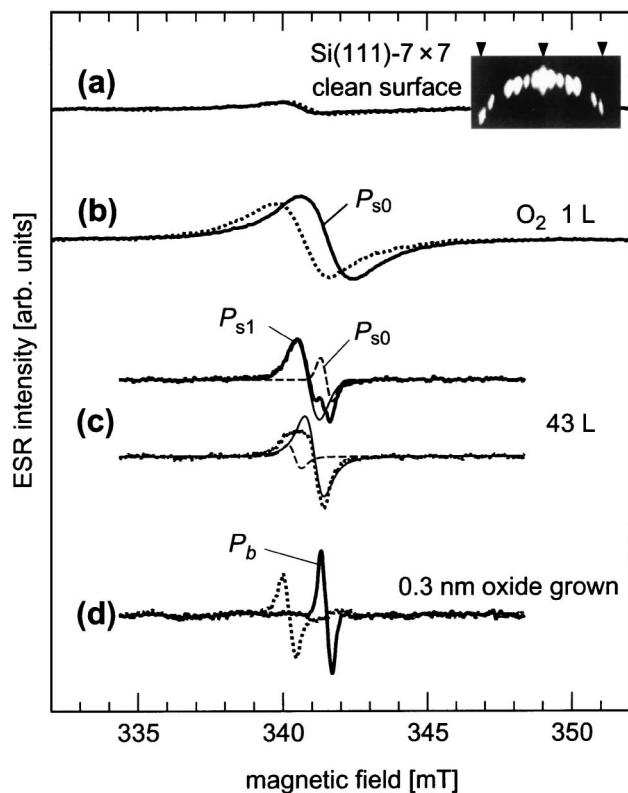 Si(111)-7 × 7
clean surface
(a)
(b)
Ps0
O2 1 L
Ps1
Ps0
(c)
43 L
Pb
0.3 nm oxide grown
(d)
ESR intensity [arb. units]
335 340 345 350
magnetic field [mT]